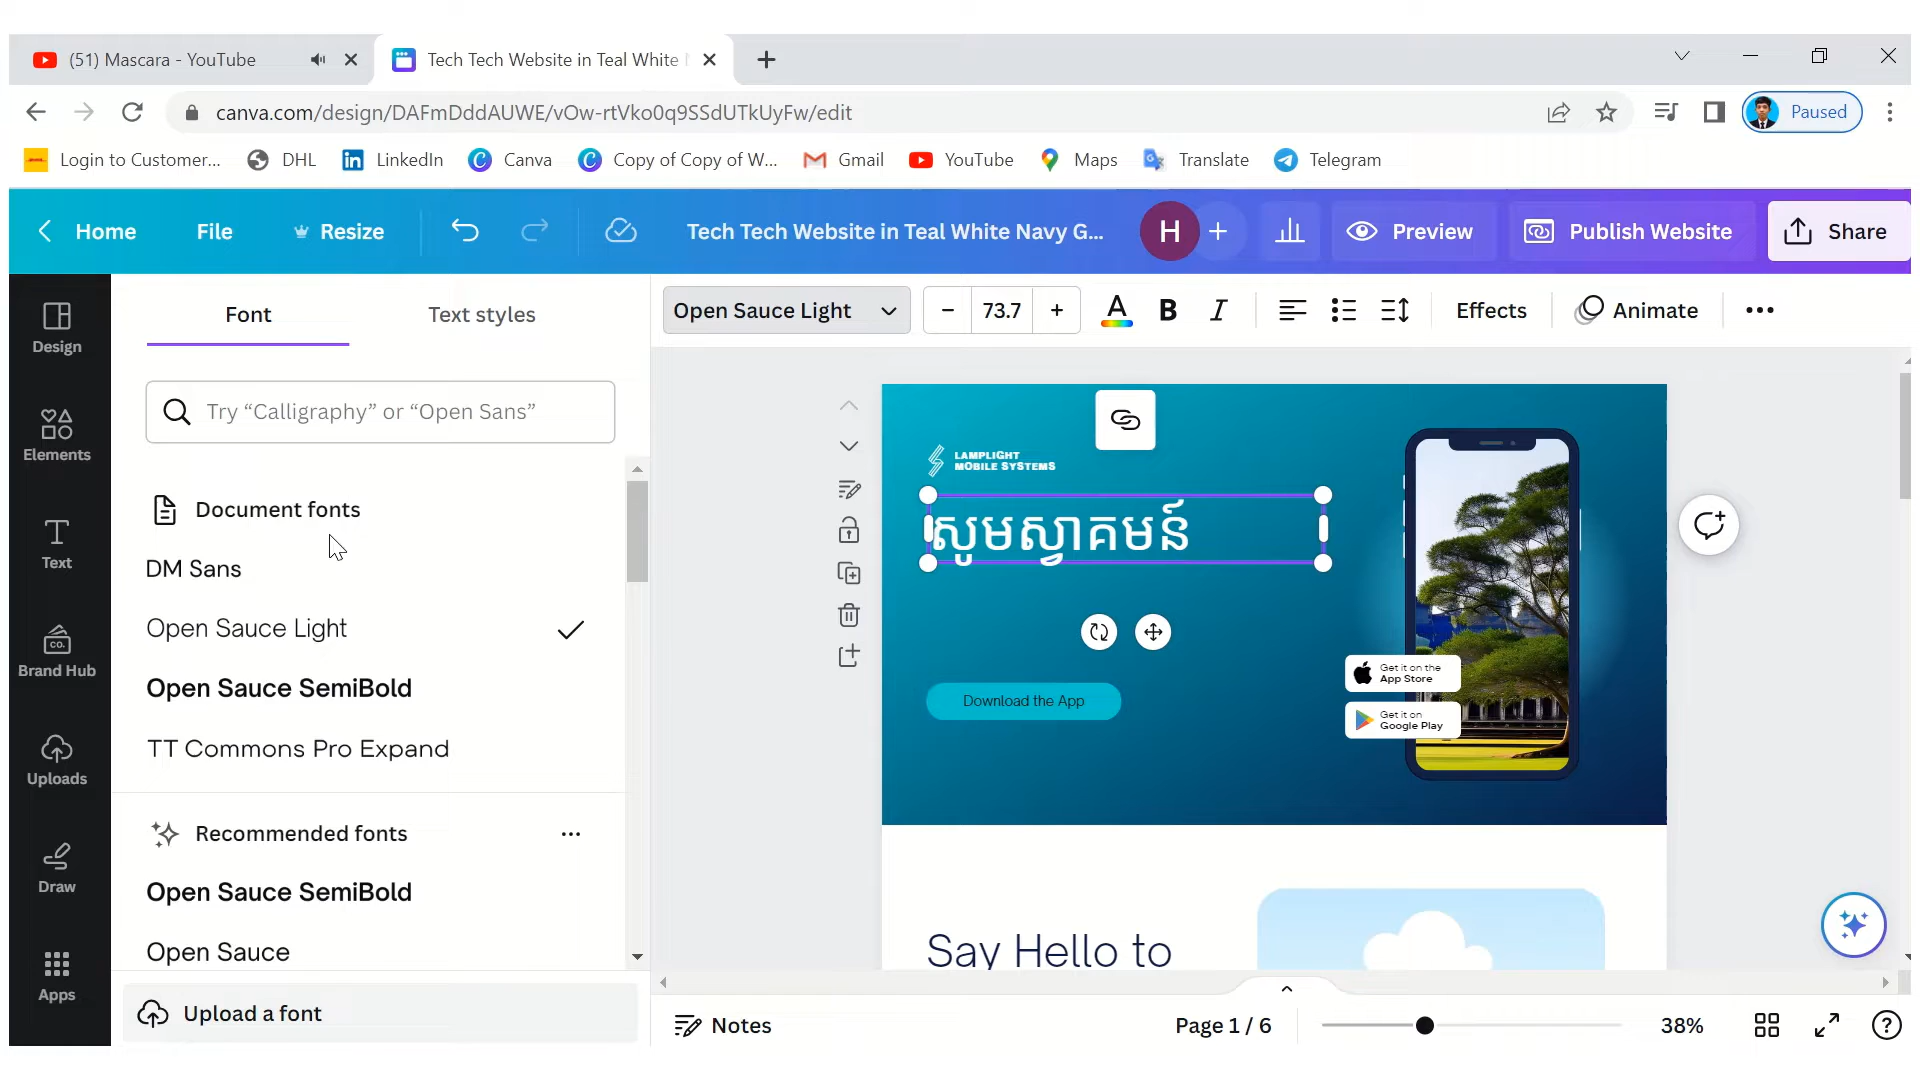 (51) Mascara - YouTube
Tech Tech Website in Teal White
canva.com/design/DAFmDddAUWE/vOw-rtVko0q9SSdUTkUyFw/edit
Paused
Login to Customer...
DHL
LinkedIn
Canva
Copy of Copy of W...
Gmail
YouTube
Maps
Translate
Telegram
Home
File
Resize
Tech Tech Website in Teal White Navy G...
H
Preview
Publish Website
Share
Design
Elements
Text
Brand Hub
CO.
Uploads
Draw
Apps
Font
Text styles
Try “Calligraphy” or “Open Sans”
Document fonts
DM Sans
Open Sauce Light
Open Sauce SemiBold
TT Commons Pro Expand
Recommended fonts
Open Sauce SemiBold
Open Sauce
Upload a font
Open Sauce Light
73.7
A
B
I
Effects
Animate
LAMPLIGHT
MOBILE SYSTEMS
សូមស្វាគមន៍
Download the App
Get it on the
App Store
Get it on
Google Play
Say Hello to
Notes
Page 1 / 6
38%